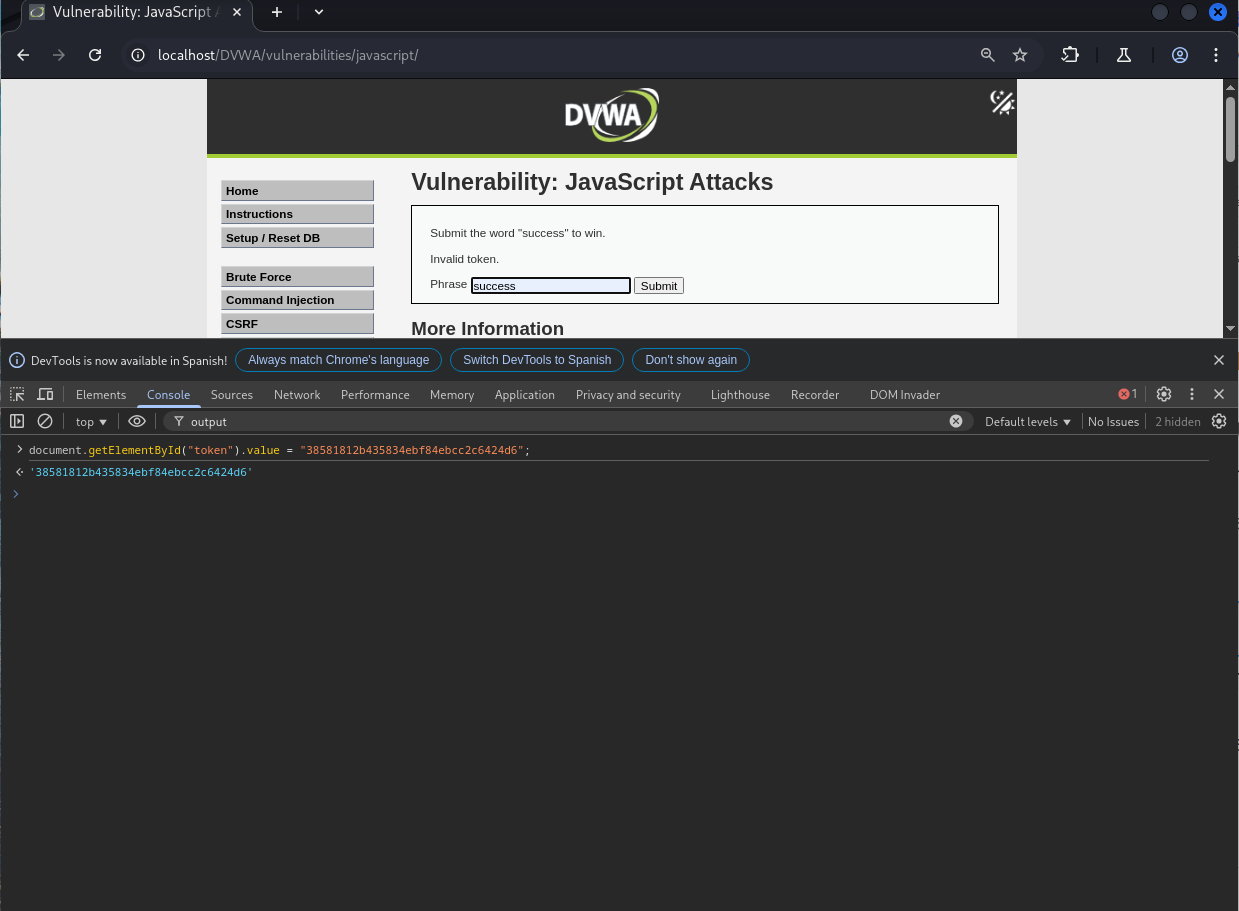 Vulnerability: JavaScript A
localhost/DVWA/vulnerabilities/javascript/
DVWA
Vulnerability: JavaScript Attacks
Home
Instructions
Setup / Reset DB
Brute Force
Command Injection
CSRF
Submit the word "success" to win.
Invalid token.
Phrase success Submit
More Information
DevTools is now available in Spanish! Always match Chrome's language Switch DevTools to Spanish Don't show again
Elements Console Sources Network Performance Memory Application Privacy and security Lighthouse Recorder DOM Invader 1
top output Default levels No Issues 2 hidden
document.getElementById("token").value = "38581812b435834ebf84ebcc2c6424d6";
'38581812b435834ebf84ebcc2c6424d6'